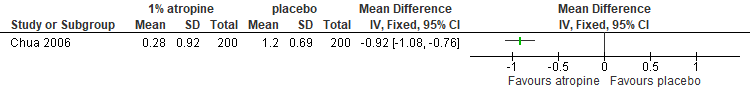 1% atropine placebo Mean Difference Mean Difference
Study or Subgroup Mean SD Total Mean SD Total IV, Fixed, 95% CI IV, Fixed, 95% CI
Chua 2006 0.28 0.92 200 1.2 0.69 200 -0.92 [-1.08, -0.76]
-1 -0.5 0 0.5 1
Favours atropine Favours placebo